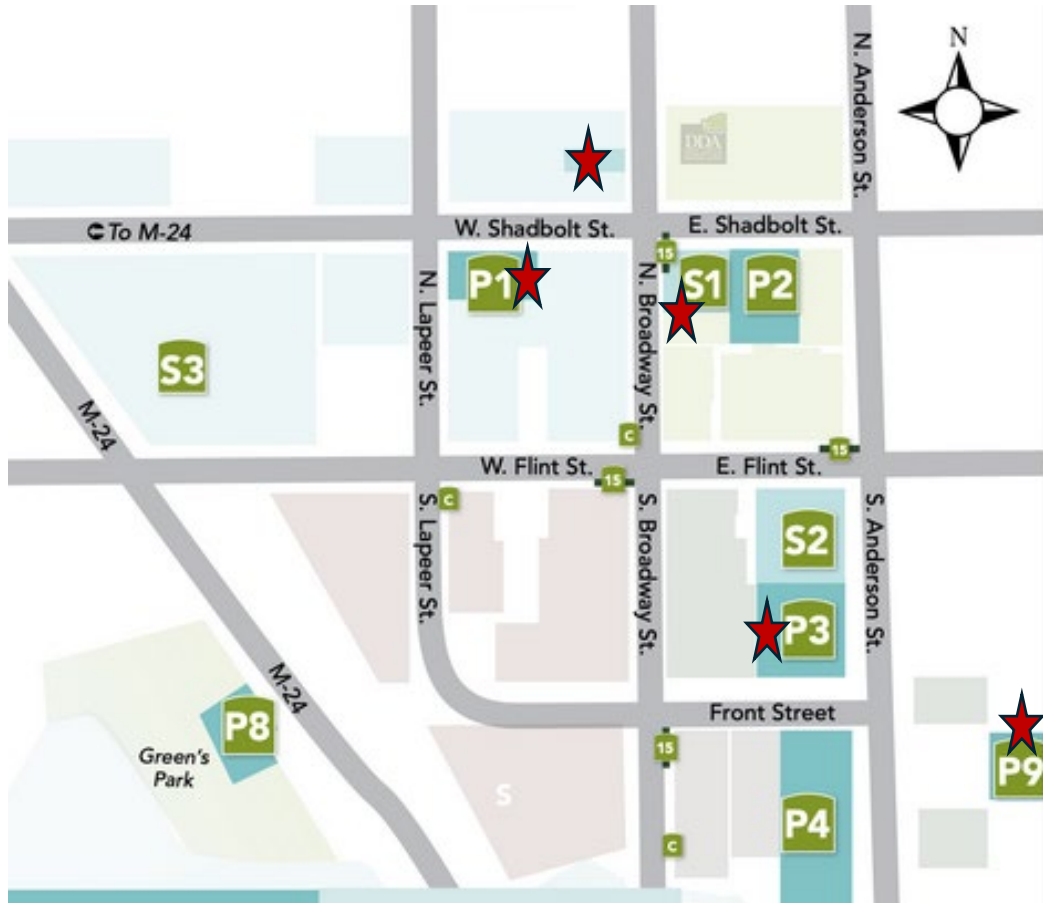 N
N. Anderson St.
DDA
To M-24
W. Shadbolt St.
E. Shadbolt St.
15
P1
S1
P2
N. Lapeer St.
N. Broadway St.
S3
M-24
C
15
W. Flint St.
E. Flint St.
15
C
S. Lapeer St.
S. Broadway St.
S. Anderson St.
S2
P3
M-24
P8
Green's
Park
Front Street
15
P9
S
P4
C